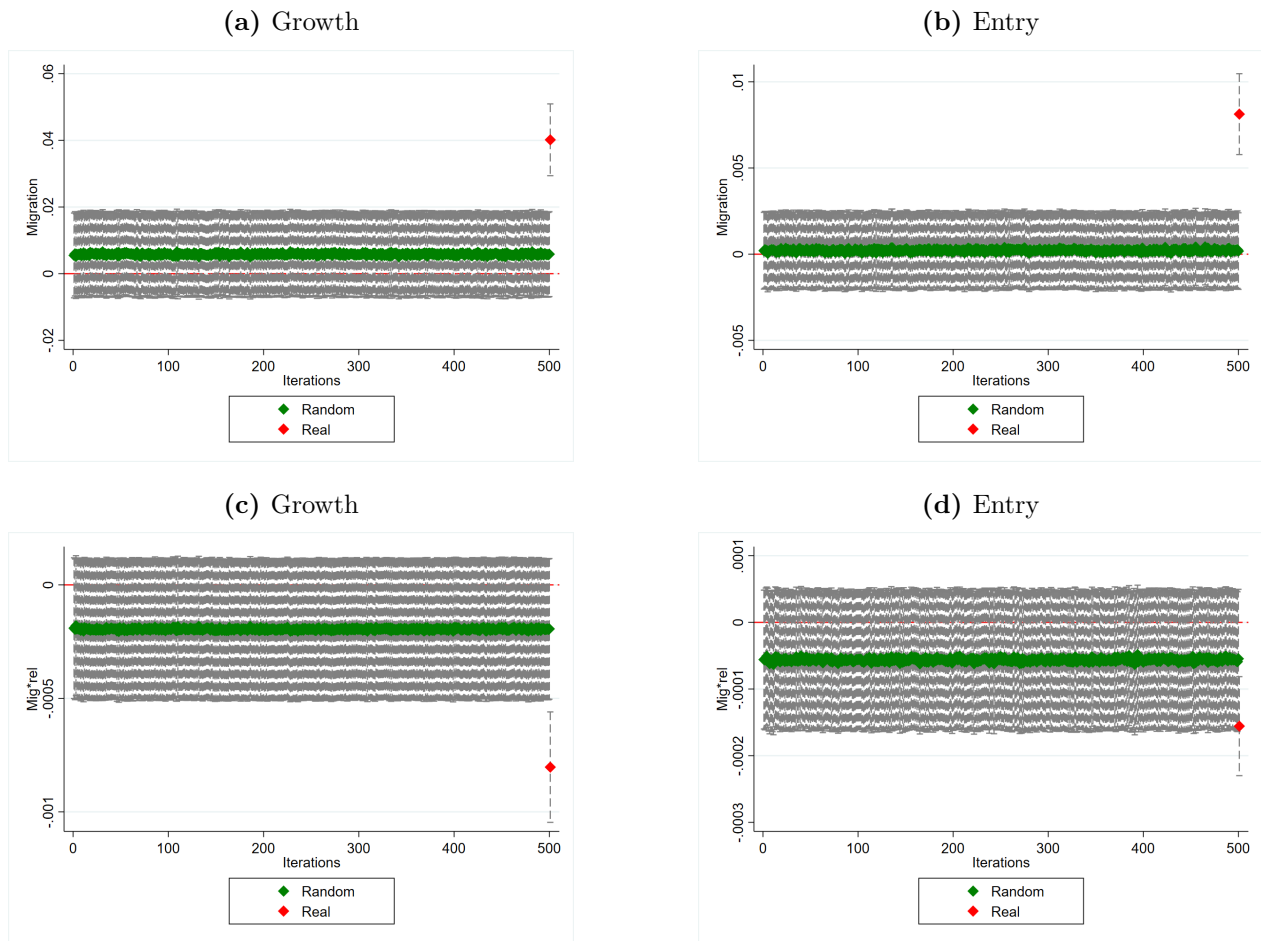 (a) Growth
(b) Entry
.06
.04
.02
0
-.02
Migration
0 100 200 300 400 500
Iterations
Random
Real
.01
.005
0
-.005
Migration
0 100 200 300 400 500
Iterations
Random
Real
(c) Growth
(d) Entry
0
-.0005
-.001
Mig*rel
0 100 200 300 400 500
Iterations
Random
Real
.0001
0
-.0001
-.0002
-.0003
Mig*rel
0 100 200 300 400 500
Iterations
Random
Real